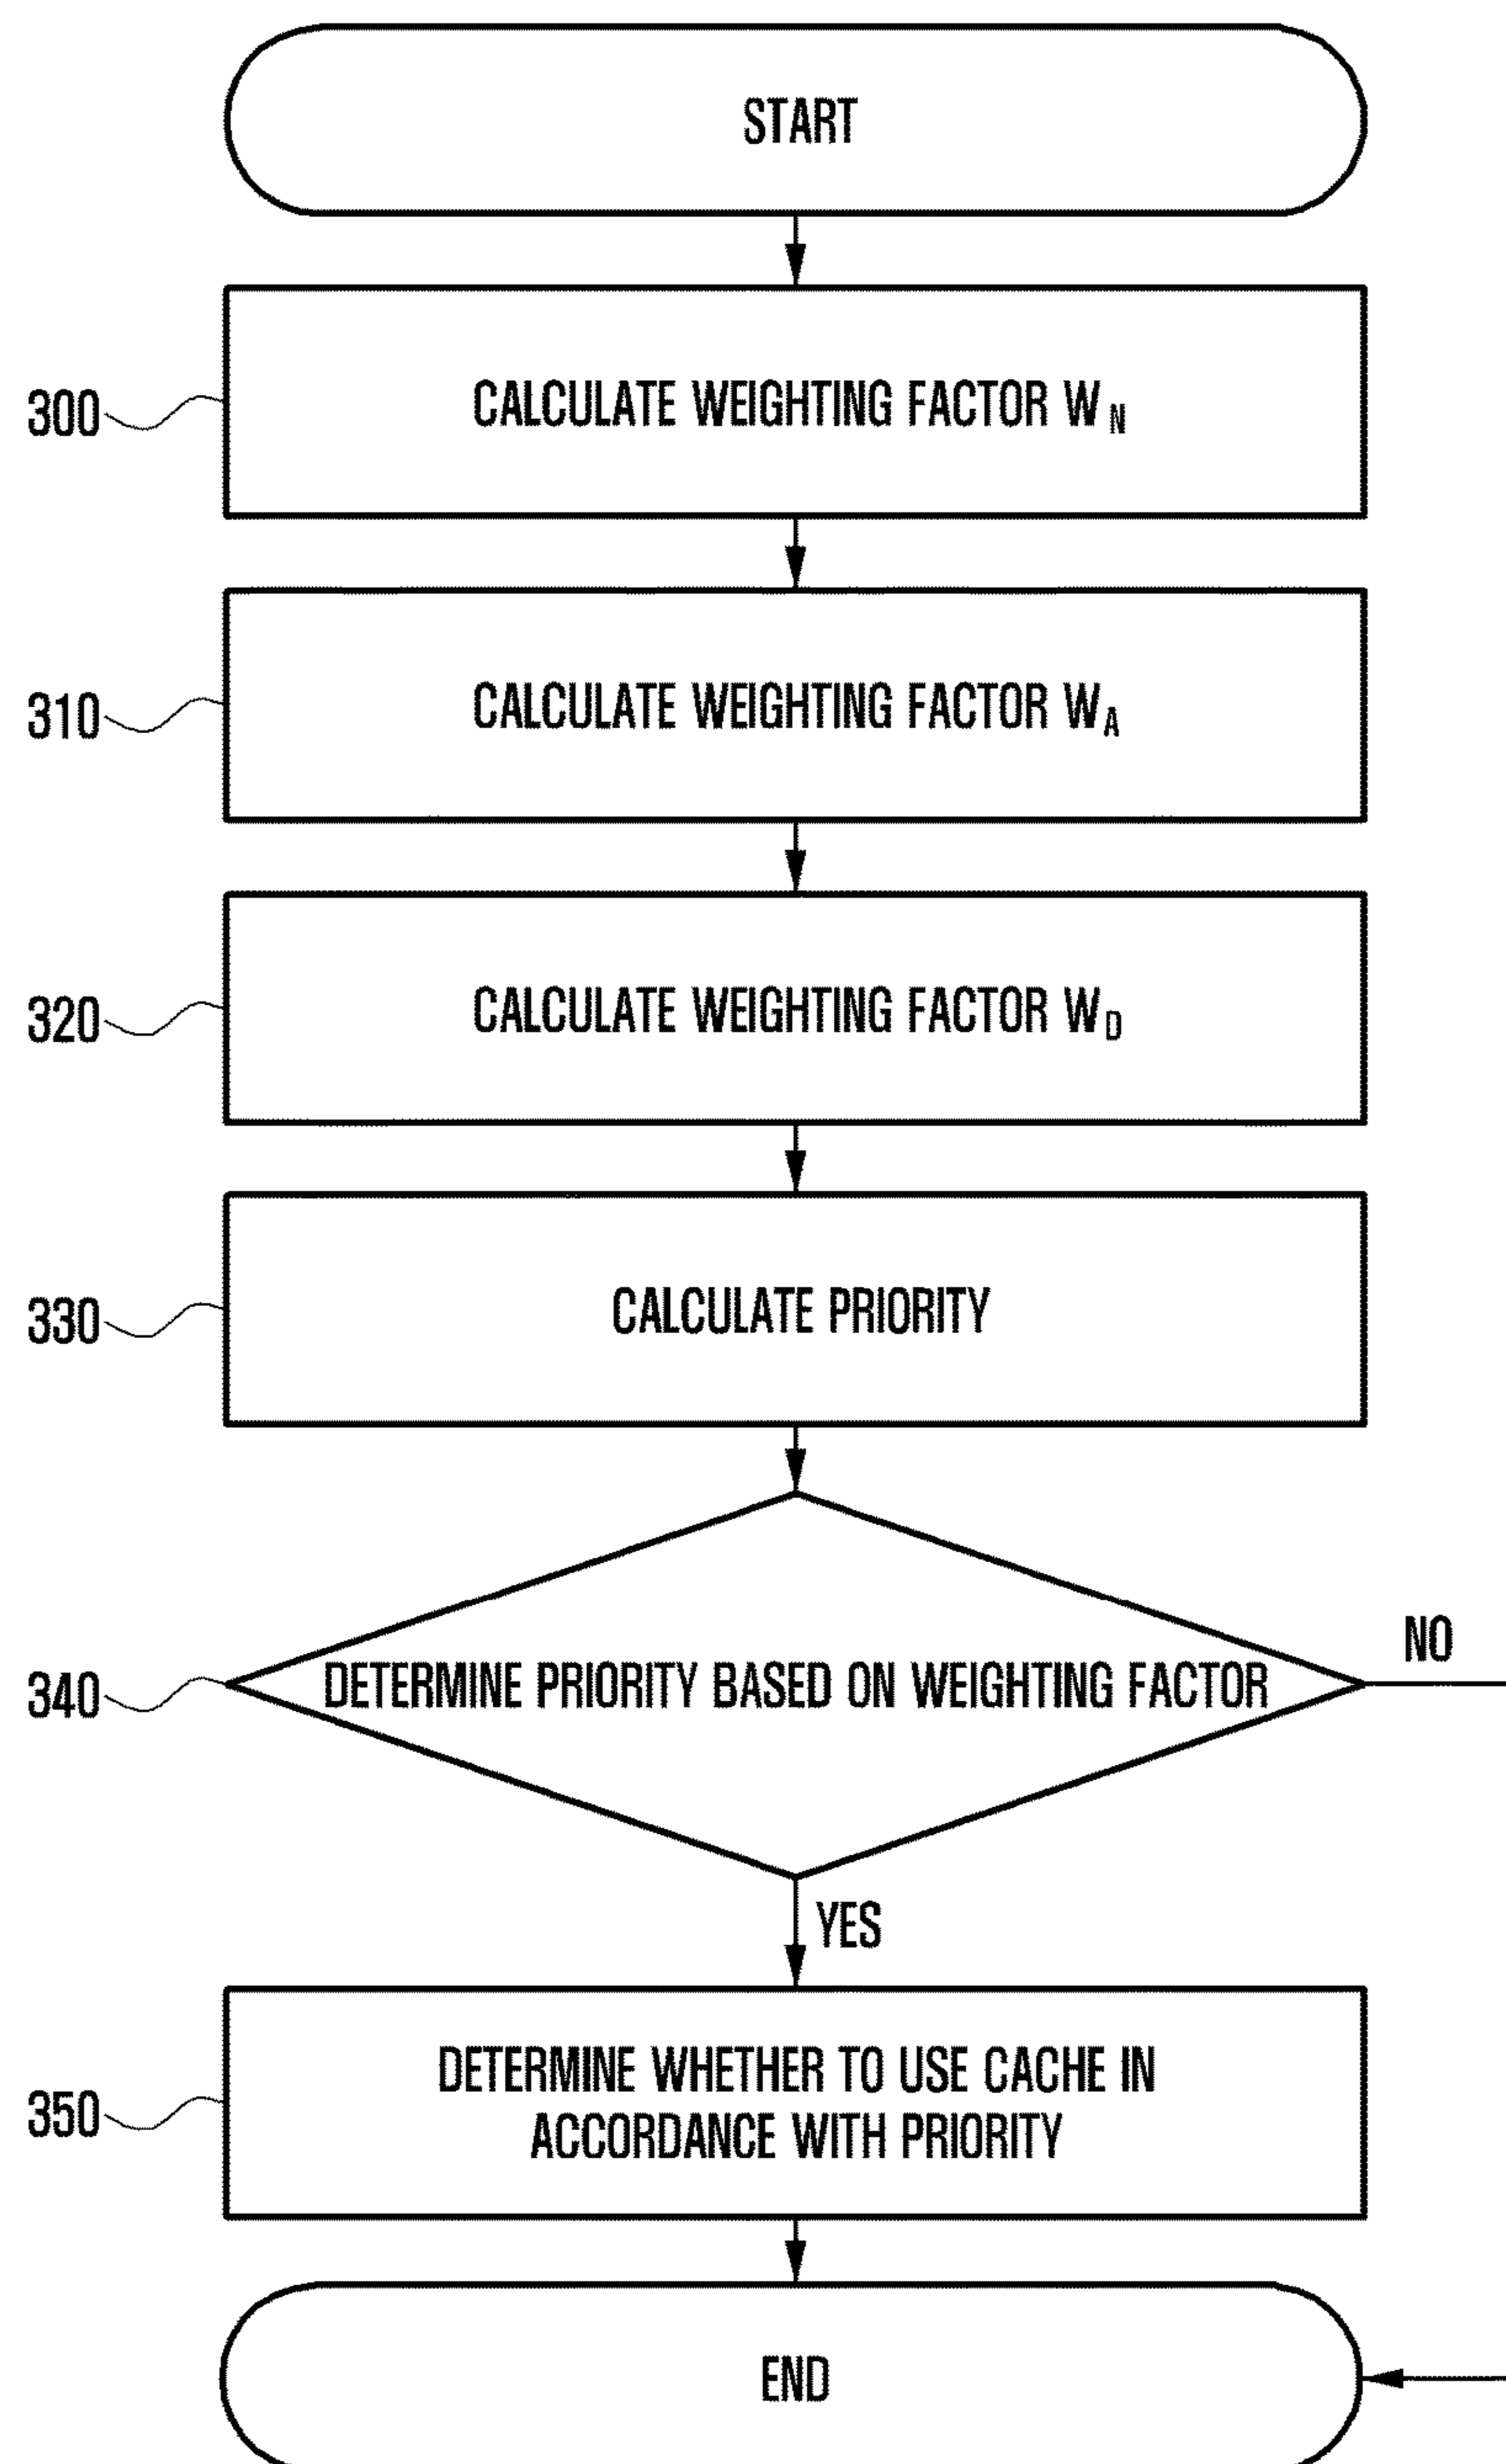 START
300
CALCULATE WEIGHTING FACTOR WN
310
CALCULATE WEIGHTING FACTOR WA
320
CALCULATE WEIGHTING FACTOR WD
330
CALCULATE PRIORITY
340
DETERMINE PRIORITY BASED ON WEIGHTING FACTOR
NO
YES
350
DETERMINE WHETHER TO USE CACHE IN
ACCORDANCE WITH PRIORITY
END